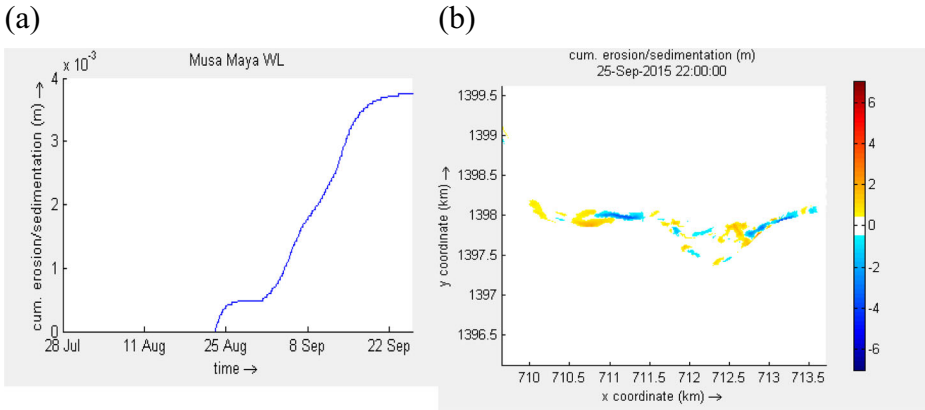 (a)
Musa Maya WL
x 10⁻³
cum. erosion/sedimentation (m) →
4
3
2
1
0
28 Jul 11 Aug 25 Aug 8 Sep 22 Sep
time →
(b)
cum. erosion/sedimentation (m)
25-Sep-2015 22:00:00
y coordinate (km) →
1399.5
1399
1398.5
1398
1397.5
1397
1396.5
710 710.5 711 711.5 712 712.5 713 713.5
x coordinate (km) →
6
4
2
0
-2
-4
-6